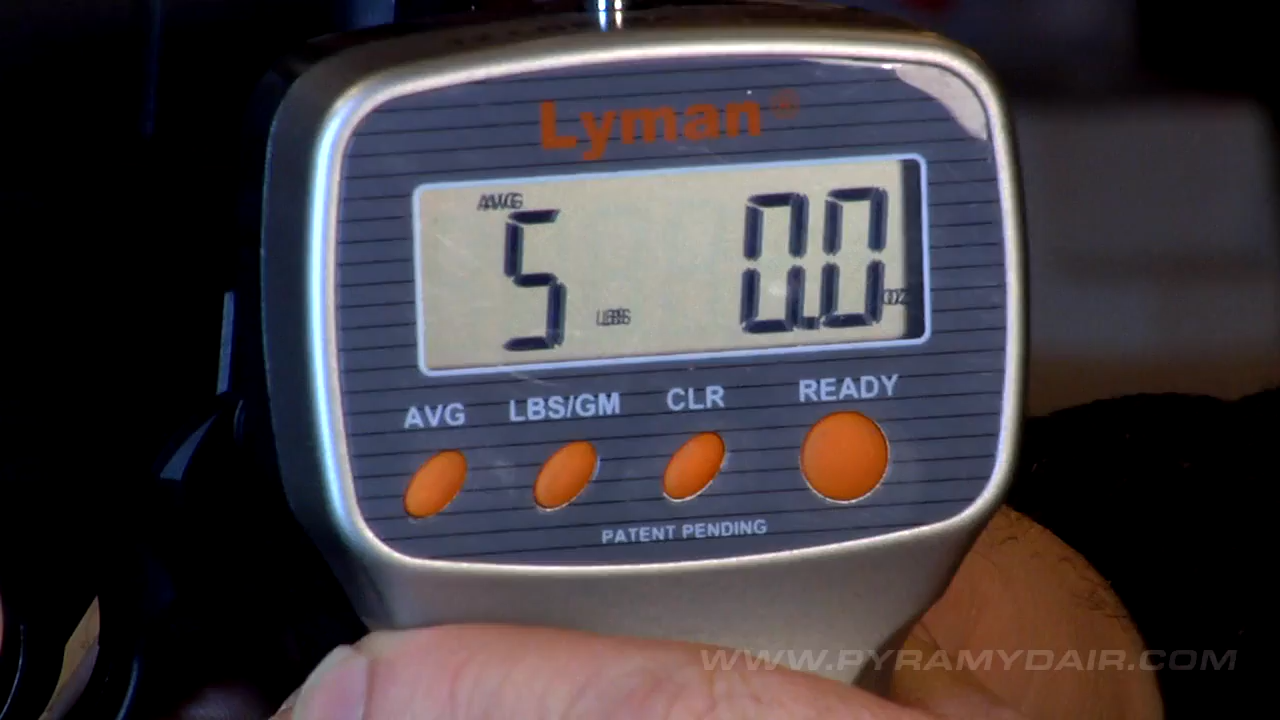 Lyman®
AVG
5 LBS 0.0 OZ
AVG LBS/GM CLR READY
PATENT PENDING
WWW.PYRAMYDAIR.COM